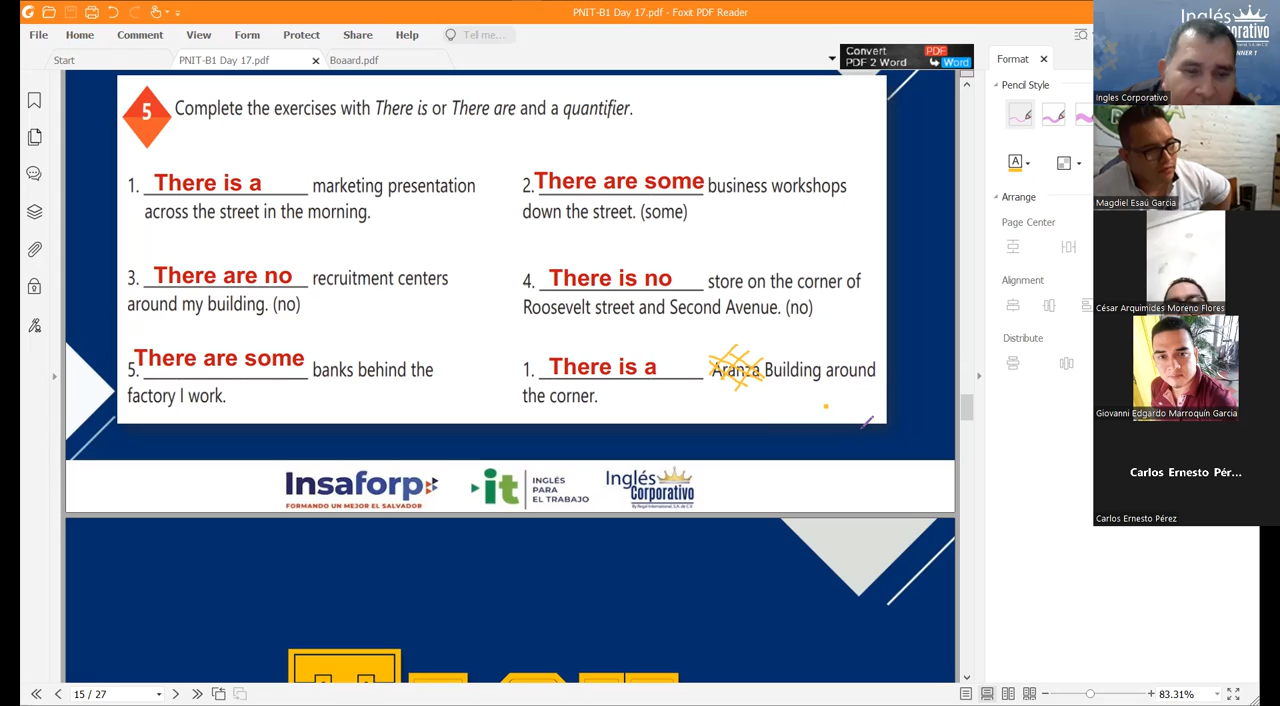 PNIT-B1 Day 17.pdf - Foxit PDF Reader
File Home Comment View Form Protect Share Help Tell me...
Start PNIT-B1 Day 17.pdf Boaard.pdf
Convert PDF
PDF 2 Word Word
Format
Pencil Style
A
Arrange
Page Center
Alignment
Distribute
5 Complete the exercises with There is or There are and a quantifier.
1. There is a marketing presentation
across the street in the morning.
2. There are some business workshops
down the street. (some)
3. There are no recruitment centers
around my building. (no)
4. There is no store on the corner of
Roosevelt street and Second Avenue. (no)
5. There are some banks behind the
factory I work.
1. There is a Aranza Building around
the corner.
Insaforp
FORMANDO UN MEJOR EL SALVADOR
it INGLÉS
PARA
EL TRABAJO
Inglés
Corporativo
15 / 27
83.31%
Inglés
Ingles Corporativo
Magdiel Esaú Garcia
César Arquimides Moreno Flores
Giovanni Edgardo Marroquín Garcia
Carlos Ernesto Pér...
Carlos Ernesto Pérez